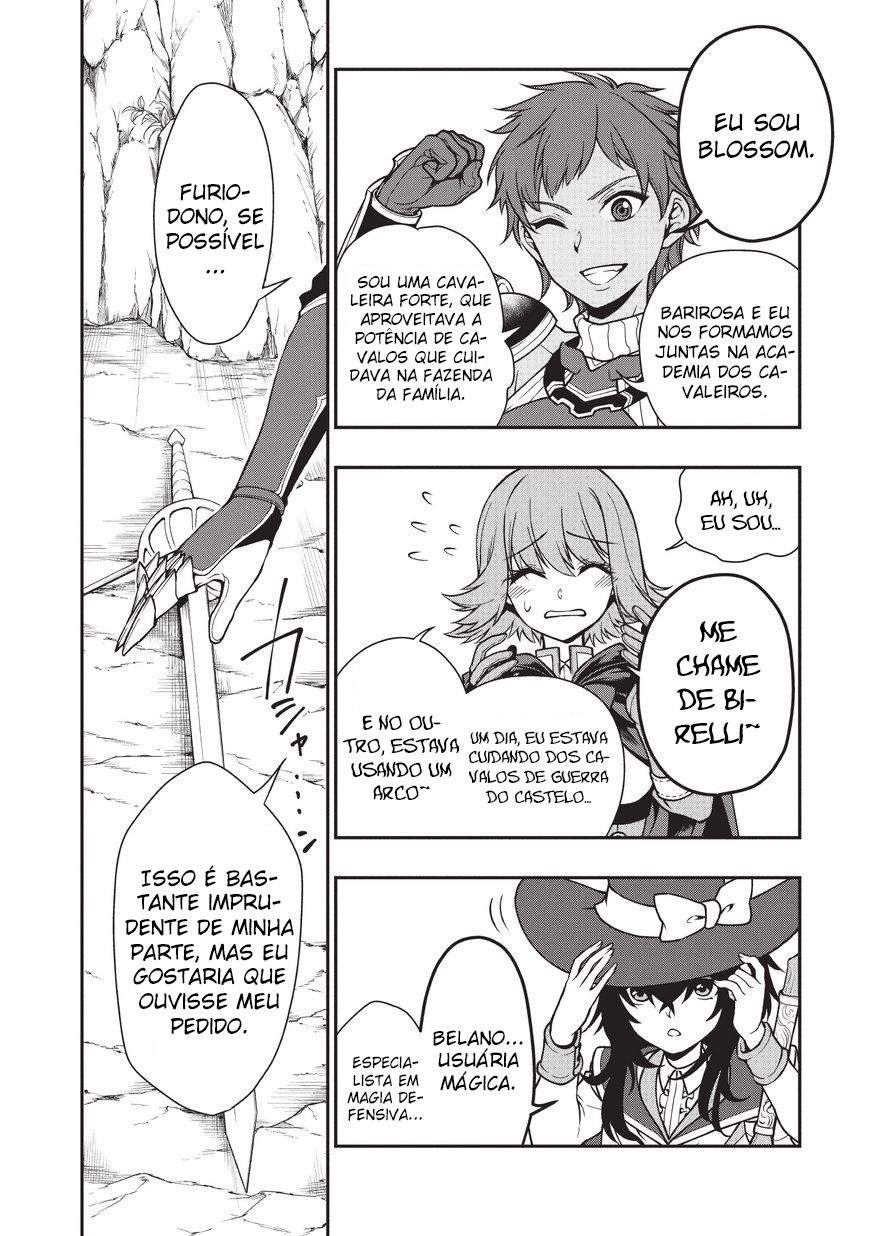 EU SOU
BLOSSOM.
BARIROSA E EU
NOS FORMAMOS
JUNTAS NA ACA-
DEMIA DOS CA-
VALEIROS.
SOU UMA CAVA-
LEIRA FORTE, QUE
APROVEITAVA A
POTÊNCIA DE CA-
VALOS QUE CUI-
DAVA NA FAZENDA
DA FAMÍLIA.
AH, UH,
EU SOU...
ME
CHAME
DE BI-
RELLI~
UM DIA, EU ESTAVA
CUIDANDO DOS CA-
VALOS DE GUERRA
DO CASTELO...
E NO OU-
TRO, ESTAVA
USANDO UM
ARCO~
BELANO...
USUÁRIA
MÁGICA.
ESPECIA-
LISTA EM
MAGIA DE-
FENSIVA...
FURIO-
DONO, SE
POSSÍVEL
...
ISSO É BAS-
TANTE IMPRU-
DENTE DE MINHA
PARTE, MAS EU
GOSTARIA QUE
OUVISSE MEU
PEDIDO.